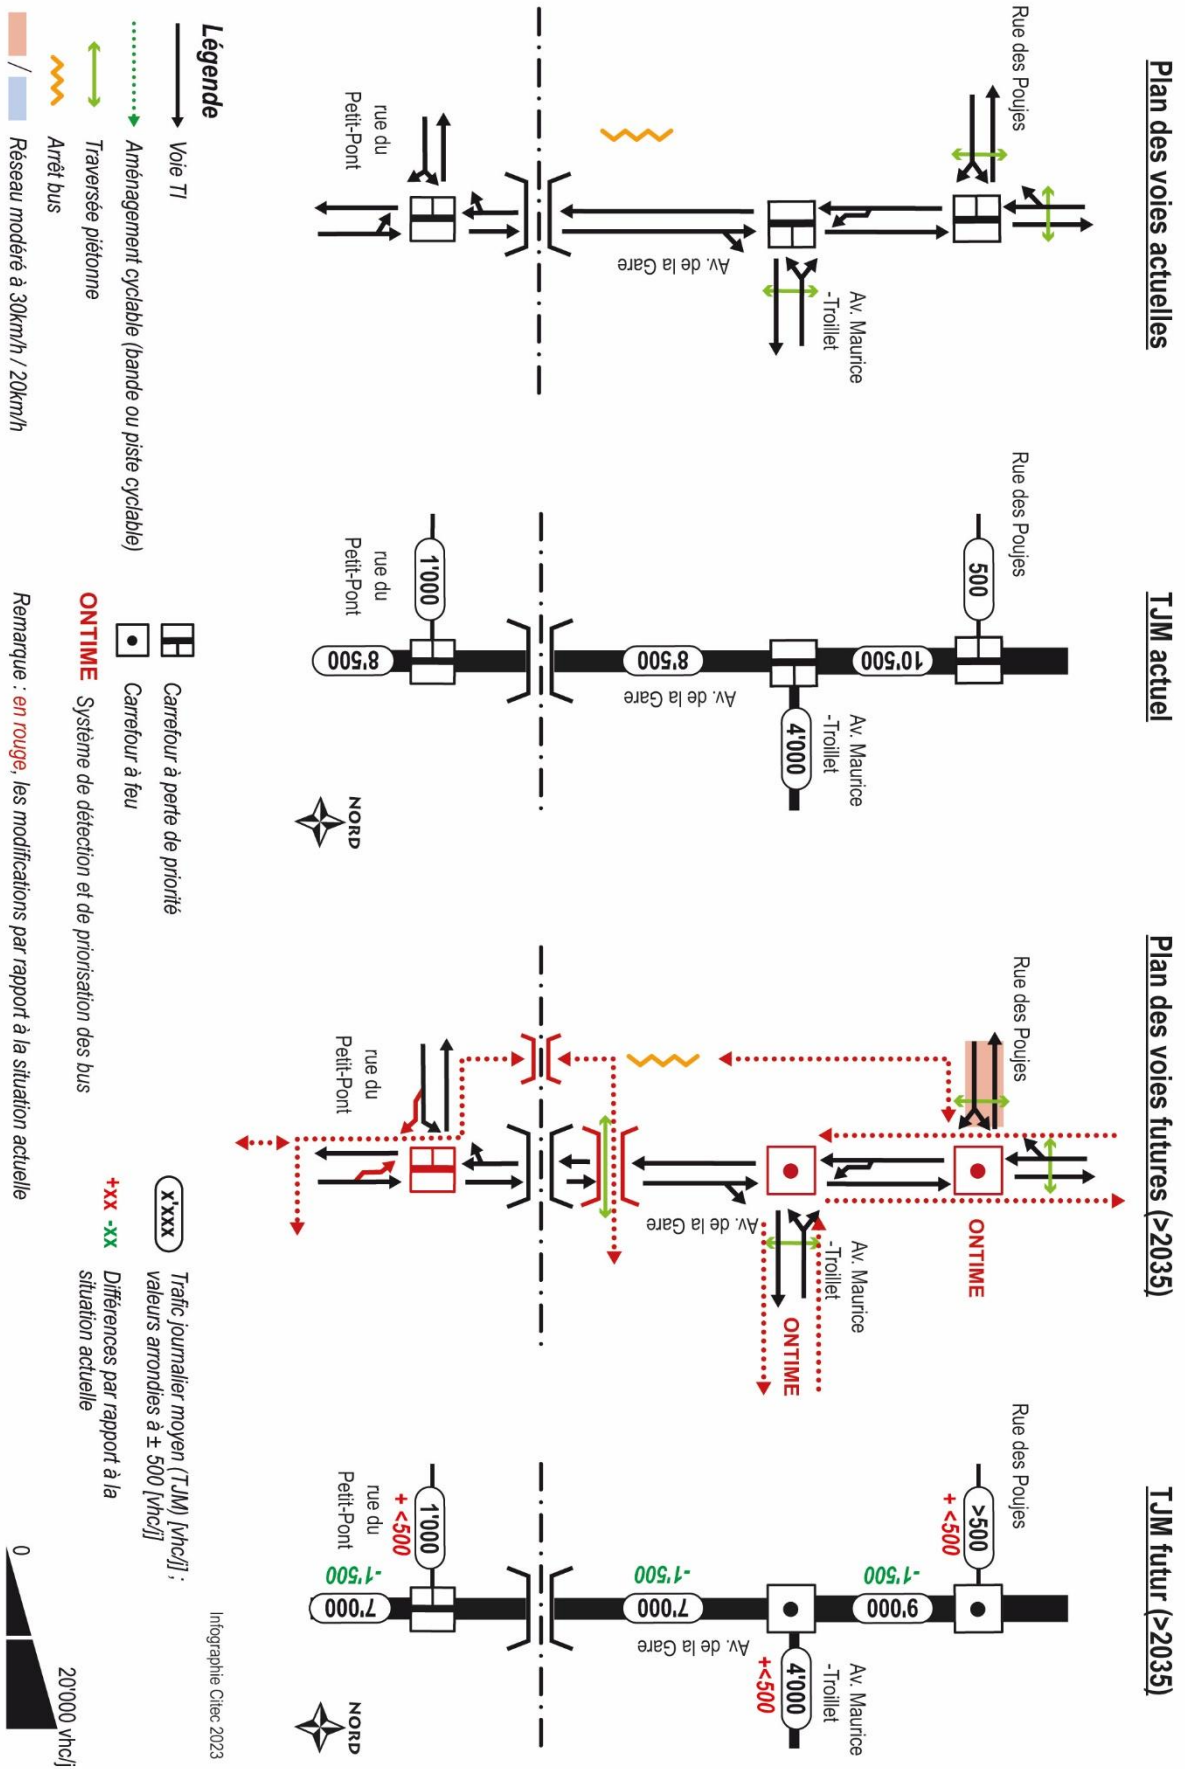 Plan des voies actuelles
Rue des Poujes
Av. Maurice
-Troillet
Av. de la Gare
rue du
Petit-Pont
TJM actuel
Rue des Poujes
500
10'500
Av. Maurice
-Troillet
4'000
8'500
Av. de la Gare
1'000
rue du
Petit-Pont
8'500
NORD
Plan des voies futures (>2035)
Rue des Poujes
ONTIME
Av. Maurice
-Troillet
ONTIME
Av. de la Gare
rue du
Petit-Pont
TJM futur (>2035)
Rue des Poujes
>500
+ <500
9'000
-1'500
Av. Maurice
-Troillet
4'000
+<500
7'000
-1'500
Av. de la Gare
1'000
+ <500
rue du
Petit-Pont
7'000
-1'500
NORD
Infographie Citec 2023
Légende
Voie TI
Aménagement cyclable (bande ou piste cyclable)
Traversée piétonne
Arrêt bus
/ Réseau modéré à 30km/h / 20km/h
Carrefour à perte de priorité
Carrefour à feu
ONTIME Système de détection et de priorisation des bus
Remarque : en rouge, les modifications par rapport à la situation actuelle
x'xxx Trafic journalier moyen (TJM) [vhc/j] ;
valeurs arrondies à ± 500 [vhc/j]
+xx -xx Différences par rapport à la
situation actuelle
0
20'000 vhc/j